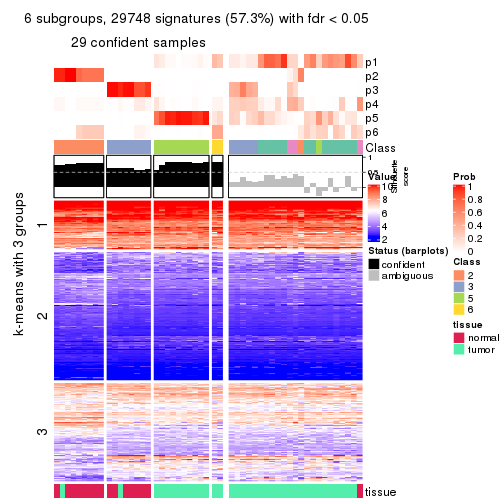 6 subgroups, 29748 signatures (57.3%) with fdr < 0.05
29 confident samples
p1
p2
p3
p4
p5
p6
Class
1
0.5
Silhouette
score
k-means with 3 groups
1
2
3
tissue
Value
10
8
6
4
2
Status (barplots)
confident
ambiguous
Prob
1
0.8
0.6
0.4
0.2
0
Class
2
3
5
6
tissue
normal
tumor